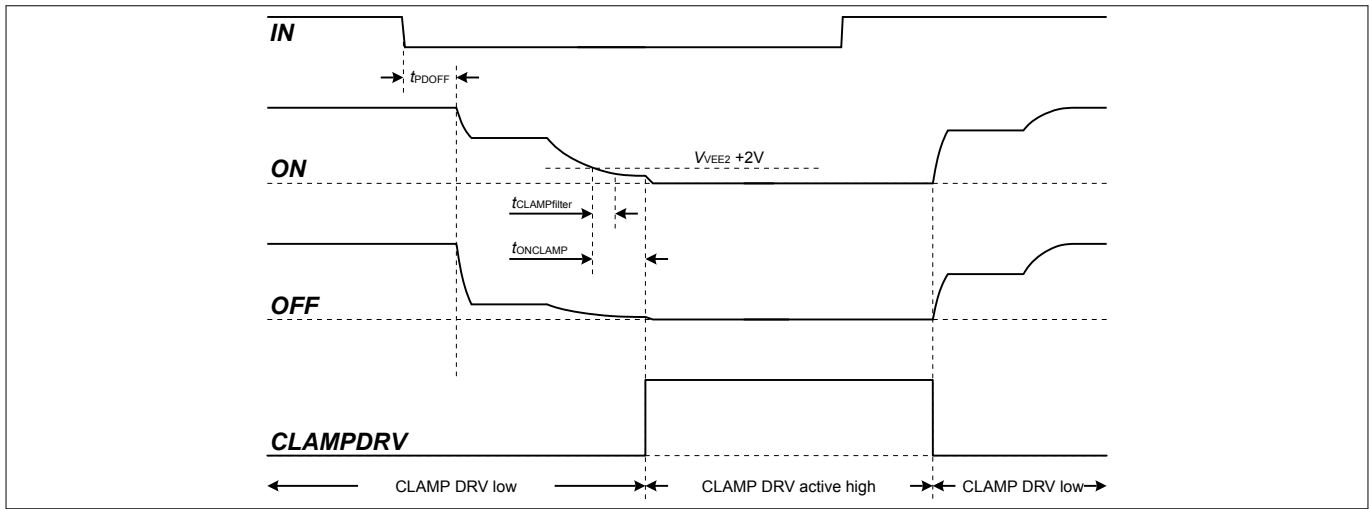 IN
tPDOFF
ON
VVEE2 +2V
tCLAMPfilter
tONCLAMP
OFF
CLAMPDRV
CLAMP DRV low
CLAMP DRV active high
CLAMP DRV low